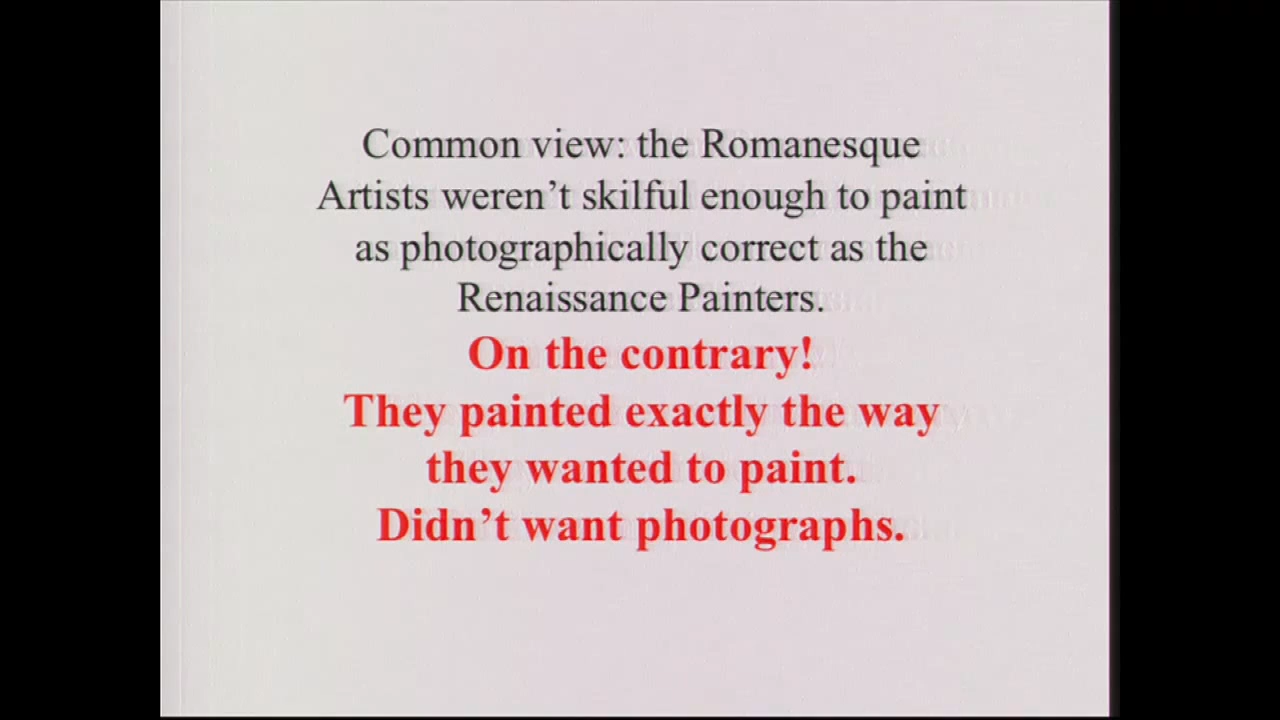 Common view: the Romanesque
Artists weren’t skilful enough to paint
as photographically correct as the
Renaissance Painters.
On the contrary!
They painted exactly the way
they wanted to paint.
Didn’t want photographs.